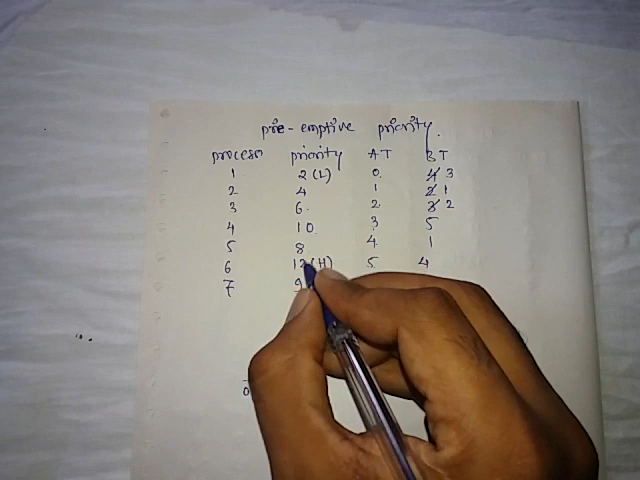 pre-emptive priority.
process priority AT BT
1 2(L) 0. 4 3
2 4 1 2 1
3 6. 2. 3 2
4 10. 3 5
5 8 4. 1
6 12(H) 5. 4
7 9
0